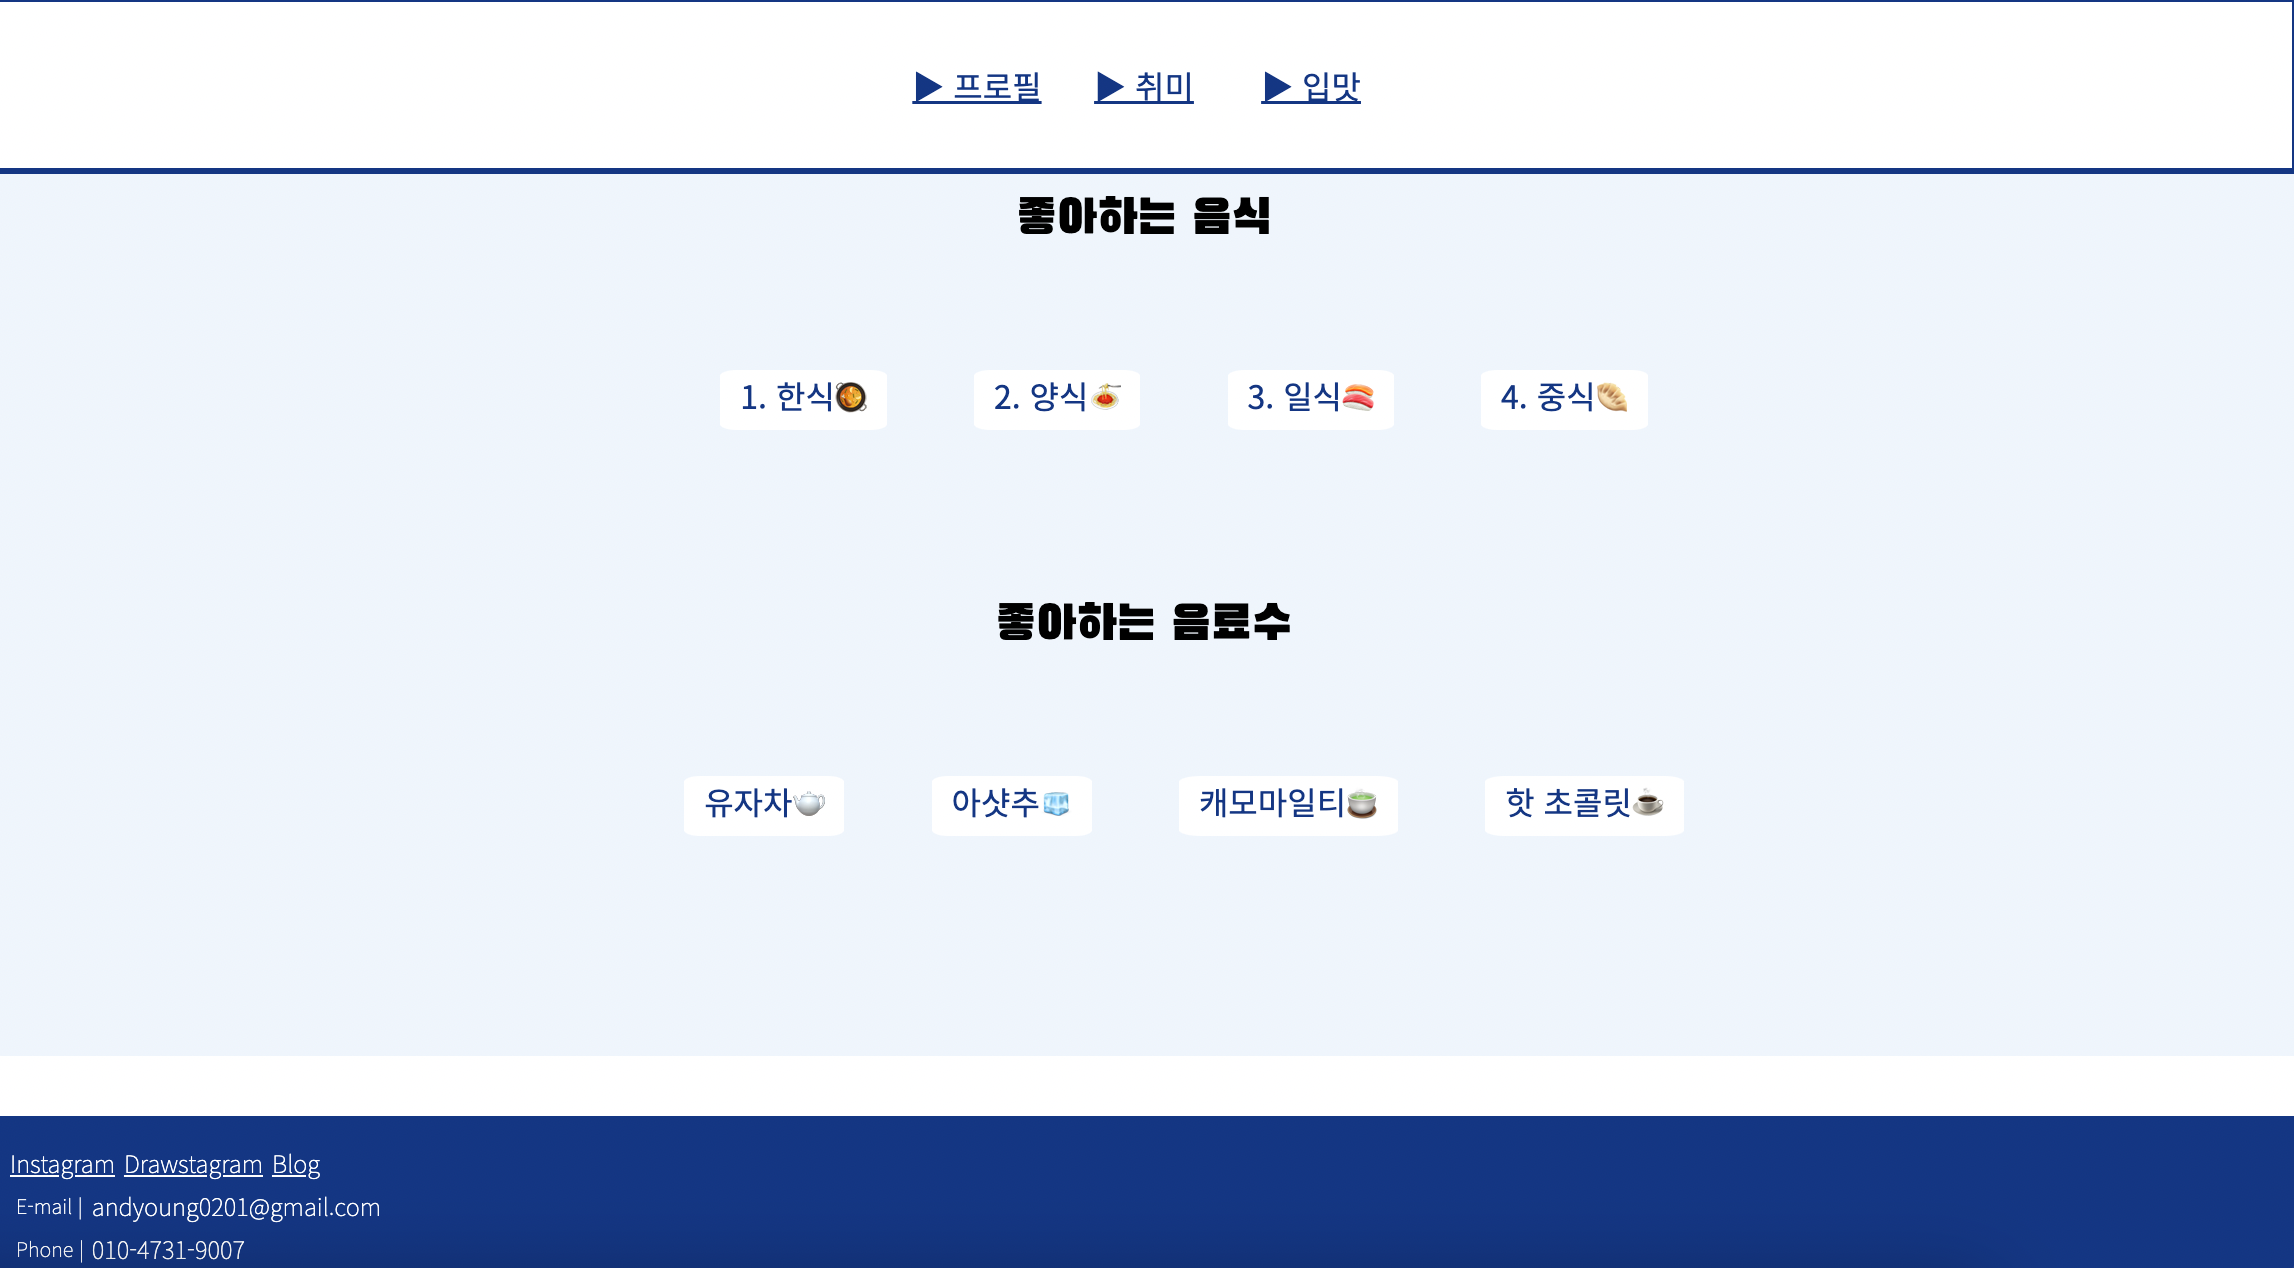 ▶ 프로필 ▶ 취미 ▶ 입맛
좋아하는 음식
1. 한식🥘 2. 양식🍝 3. 일식🍣 4. 중식🥟
좋아하는 음료수
유자차🫖 아샷추🧊 캐모마일티🍵 핫 초콜릿☕
Instagram Drawstagram Blog
E-mail | andyoung0201@gmail.com
Phone | 010-4731-9007